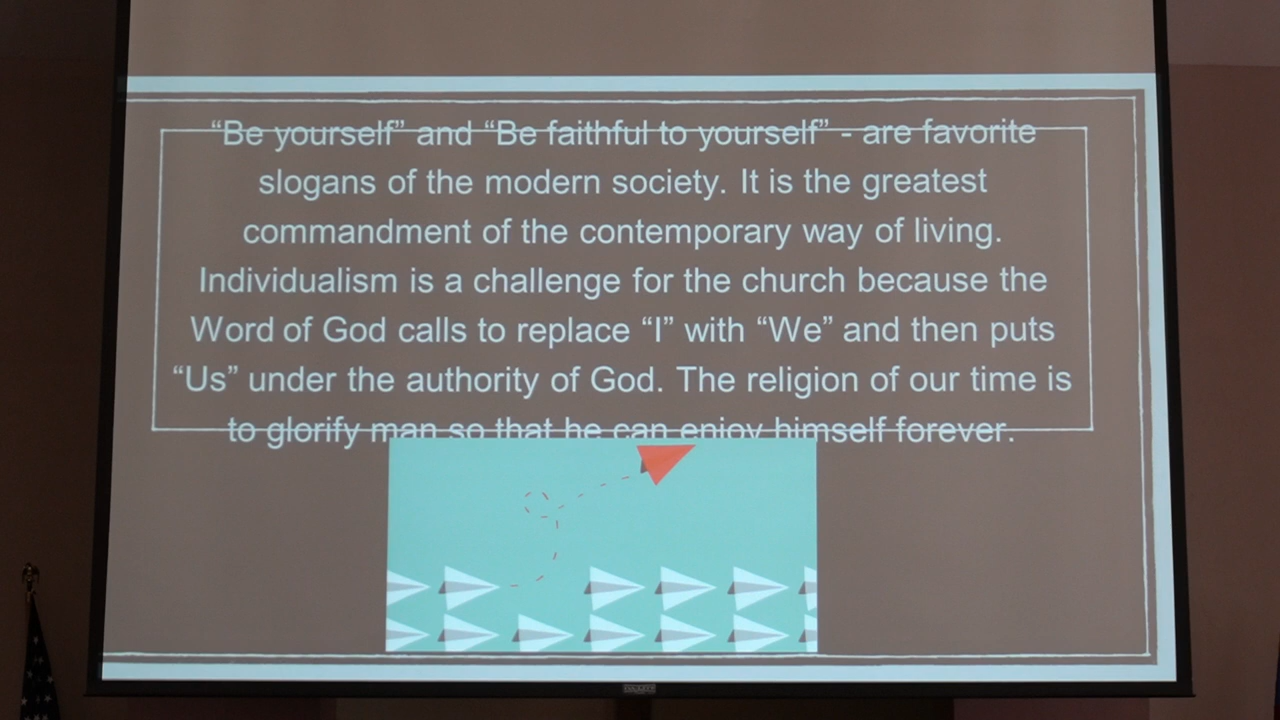 “Be yourself” and “Be faithful to yourself” - are favorite
slogans of the modern society. It is the greatest
commandment of the contemporary way of living.
Individualism is a challenge for the church because the
Word of God calls to replace “I” with “We” and then puts
“Us” under the authority of God. The religion of our time is
to glorify man so that he can enjoy himself forever.
DA-LITE